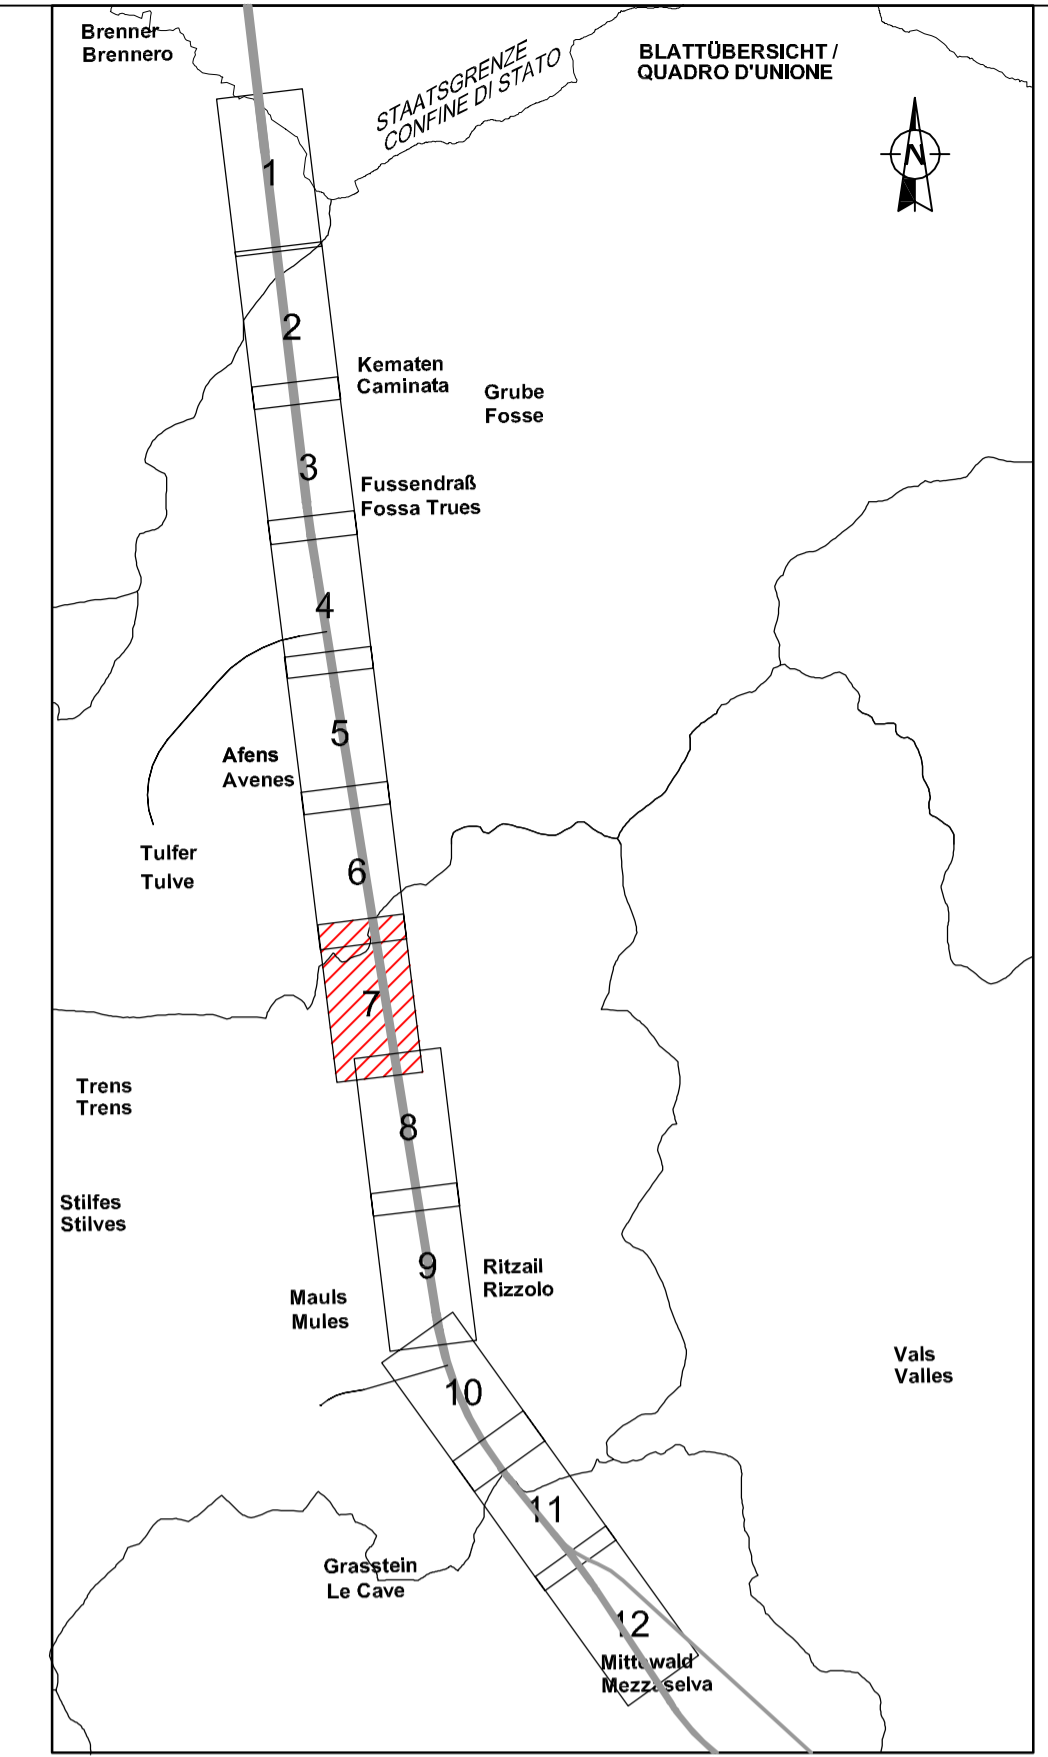 Brenner
Brennero
STAATSGRENZE
CONFINE DI STATO
BLATTÜBERSICHT /
QUADRO D'UNIONE
N
1
2
Kematen
Caminata
Grube
Fosse
3
Fussendraß
Fossa Trues
4
5
Afens
Avenes
Tulfer
Tulve
6
7
Trens
Trens
8
Stilfes
Stilves
9
Ritzail
Rizzolo
Mauls
Mules
Vals
Valles
10
11
Grasstein
Le Cave
12
Mittewald
Mezzaselva